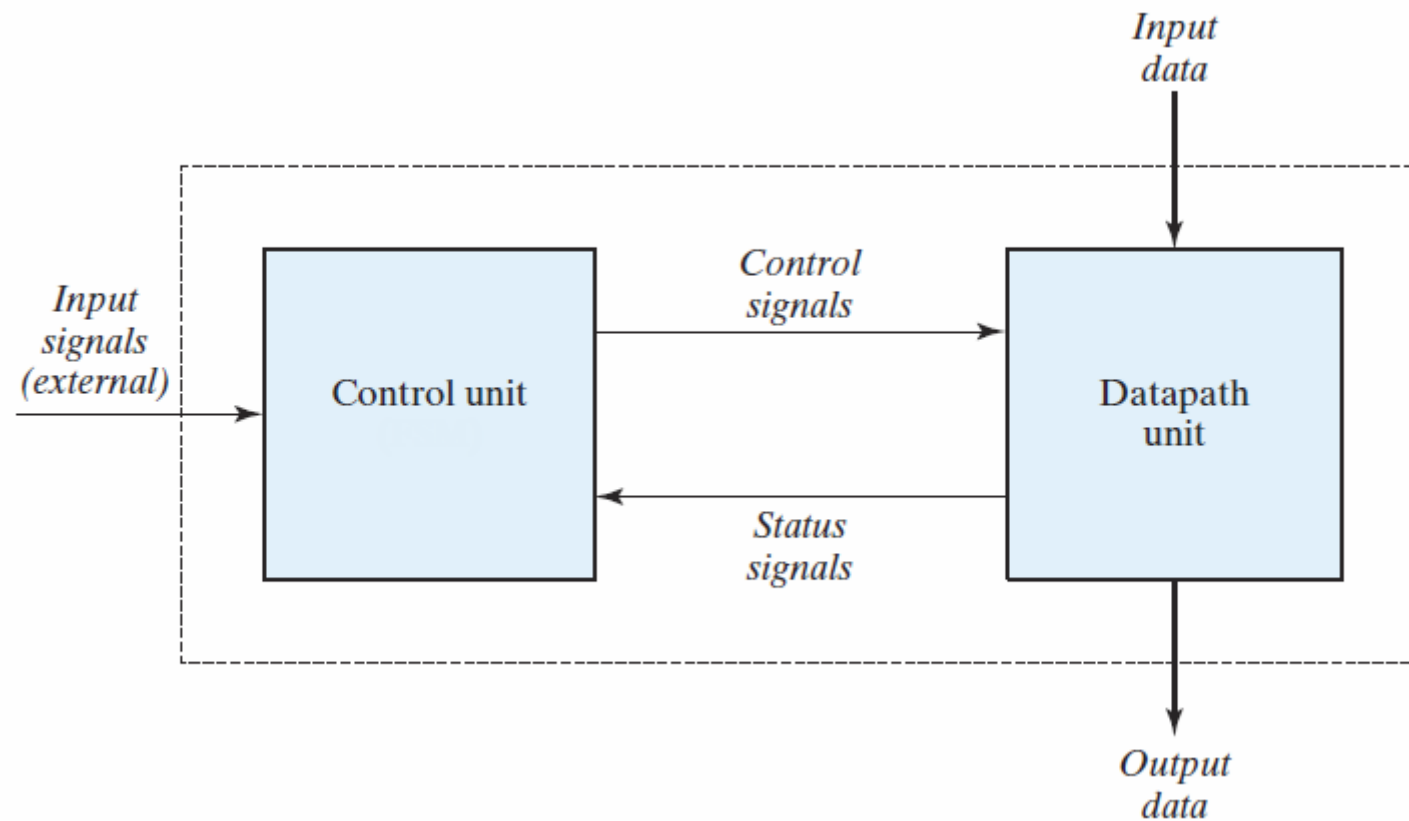 Input
data
Control
signals
Input
signals
(external)
Control unit
Datapath
unit
Status
signals
Output
data